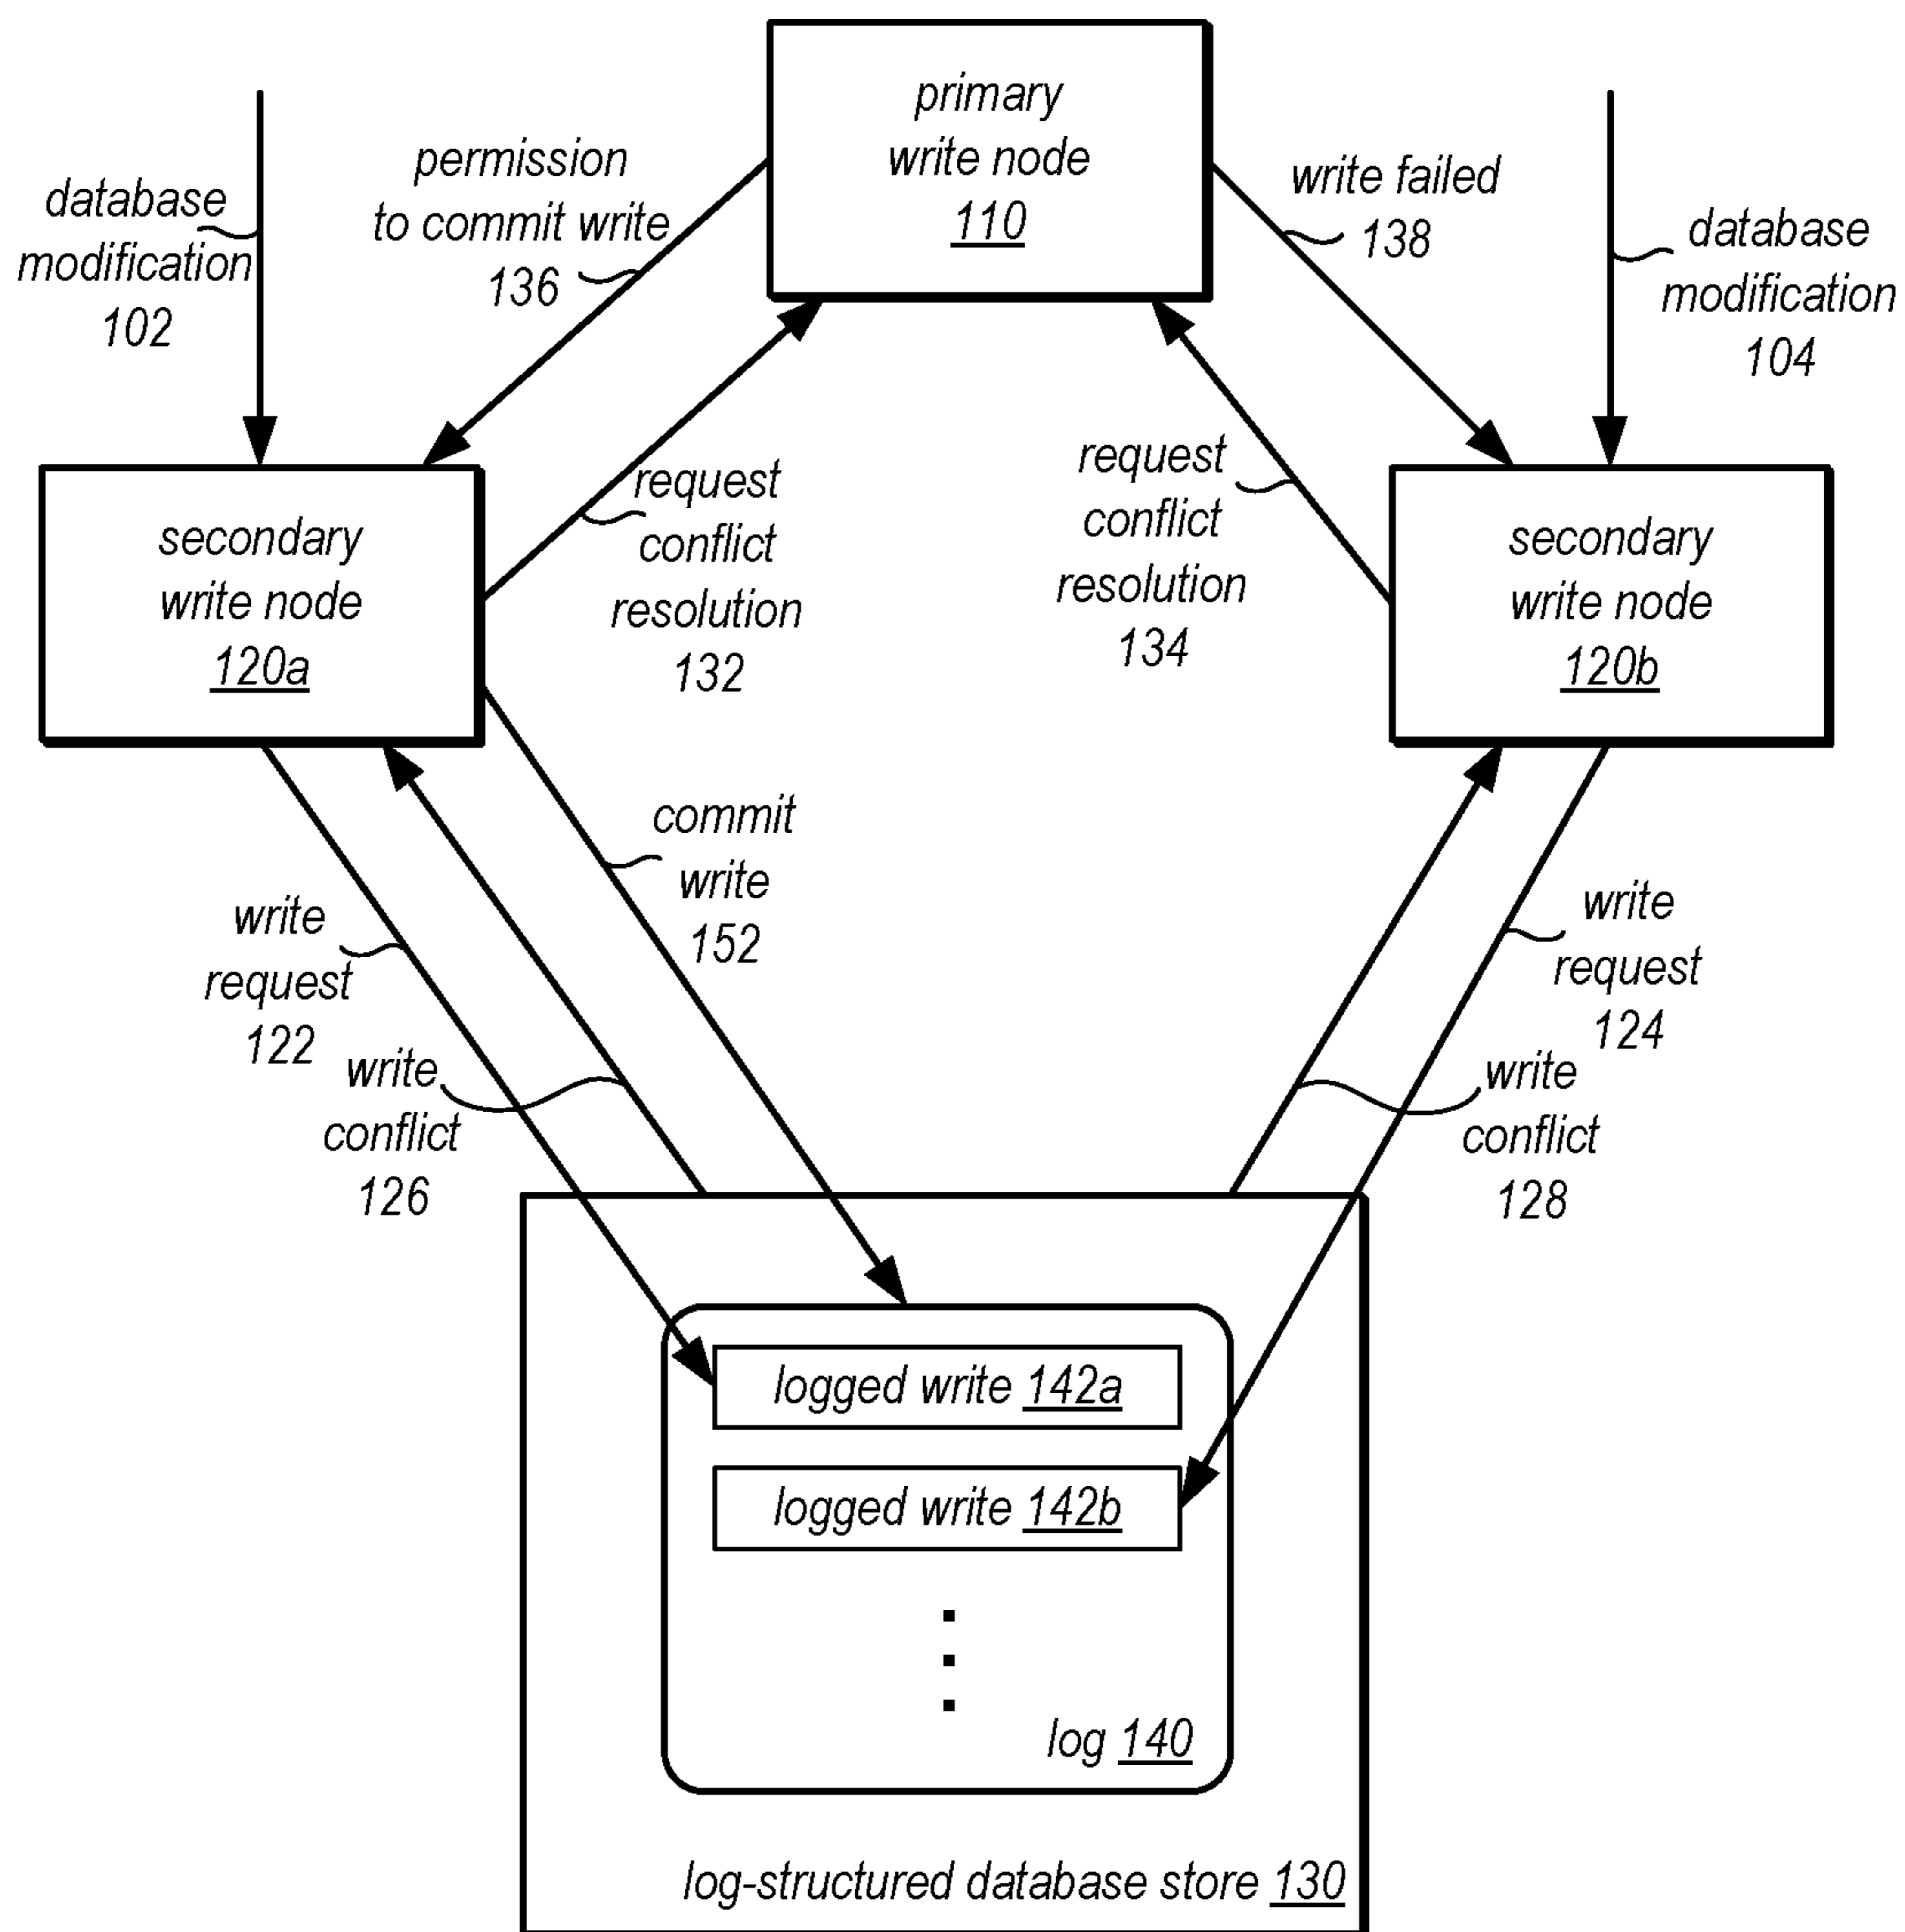 primary
write node
110
permission
to commit write
136
write failed
138
database
modification
102
database
modification
104
secondary
write node
120a
request
conflict
resolution
132
request
conflict
resolution
134
secondary
write node
120b
commit
write
152
write
request
122
write
request
124
write
conflict
126
write
conflict
128
logged write 142a
logged write 142b
log 140
log-structured database store 130